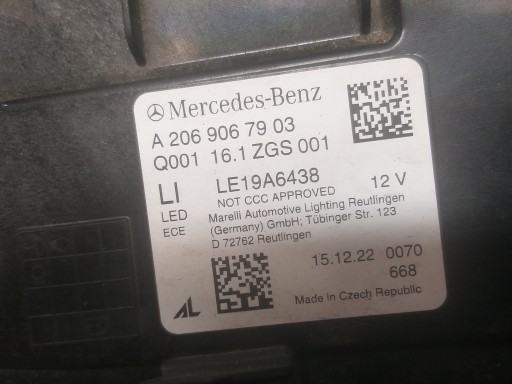 Mercedes-Benz
A 206 906 79 03
Q001 16.1 ZGS 001
LI LE19A6438
NOT CCC APPROVED 12 V
LED
ECE
Marelli Automotive Lighting Reutlingen
(Germany) GmbH; Tübinger Str. 123
D 72762 Reutlingen
15.12.22 0070
668
AL
Made in Czech Republic